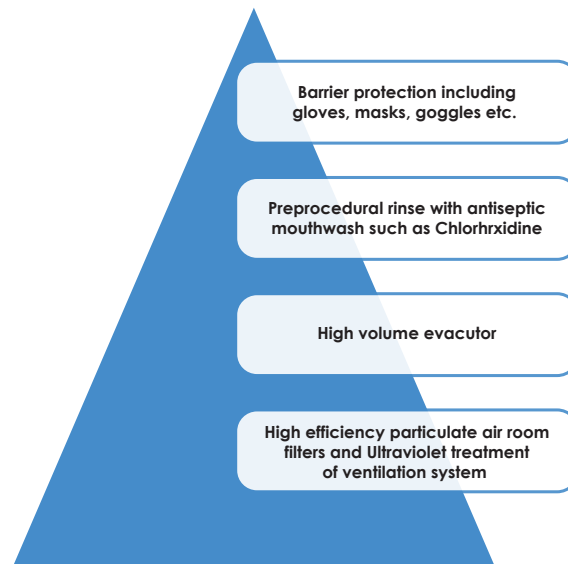 Barrier protection including
gloves, masks, goggles etc.
Preprocedural rinse with antiseptic
mouthwash such as Chlorhrxidine
High volume evacutor
High efficiency particulate air room
filters and Ultraviolet treatment
of ventilation system